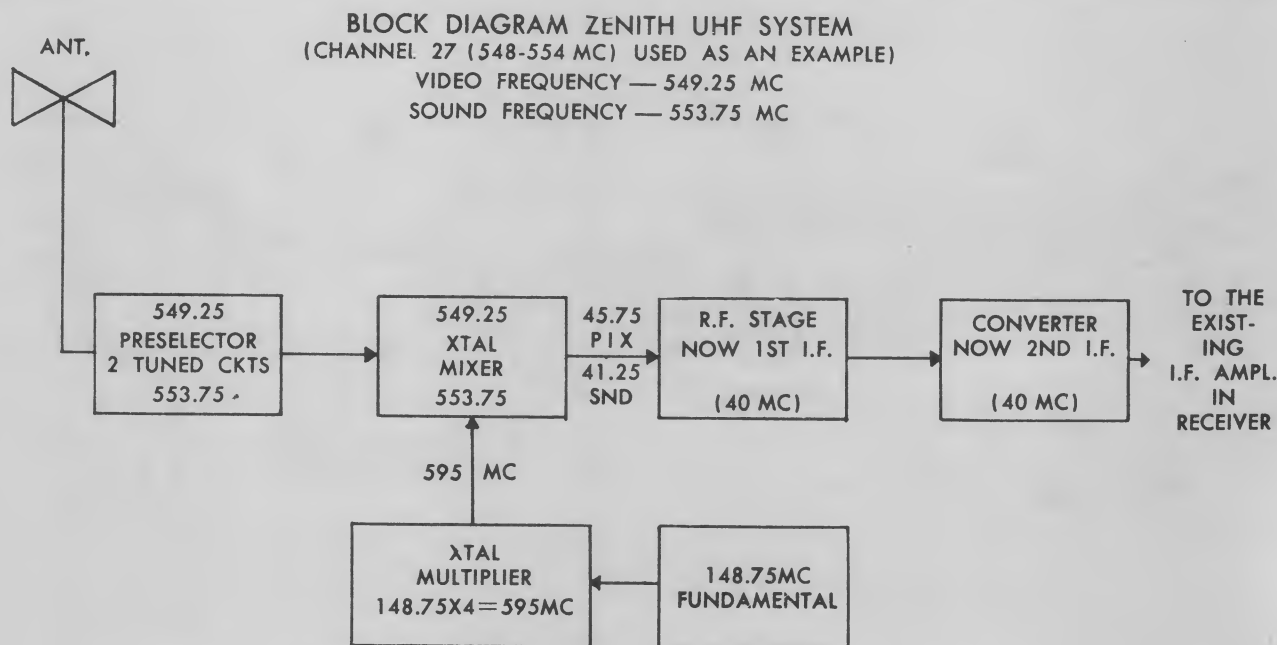 BLOCK DIAGRAM ZENITH UHF SYSTEM
(CHANNEL 27 (548-554 MC) USED AS AN EXAMPLE)
VIDEO FREQUENCY — 549.25 MC
SOUND FREQUENCY — 553.75 MC
ANT.
549.25
PRESELECTOR
2 TUNED CKTS
553.75
549.25
XTAL
MIXER
553.75
45.75
PIX
41.25
SND
R.F. STAGE
NOW 1ST I.F.
(40 MC)
CONVERTER
NOW 2ND I.F.
(40 MC)
TO THE
EXIST-
ING
I.F. AMPL.
IN
RECEIVER
595 MC
XTAL
MULTIPLIER
148.75X4=595MC
148.75MC
FUNDAMENTAL